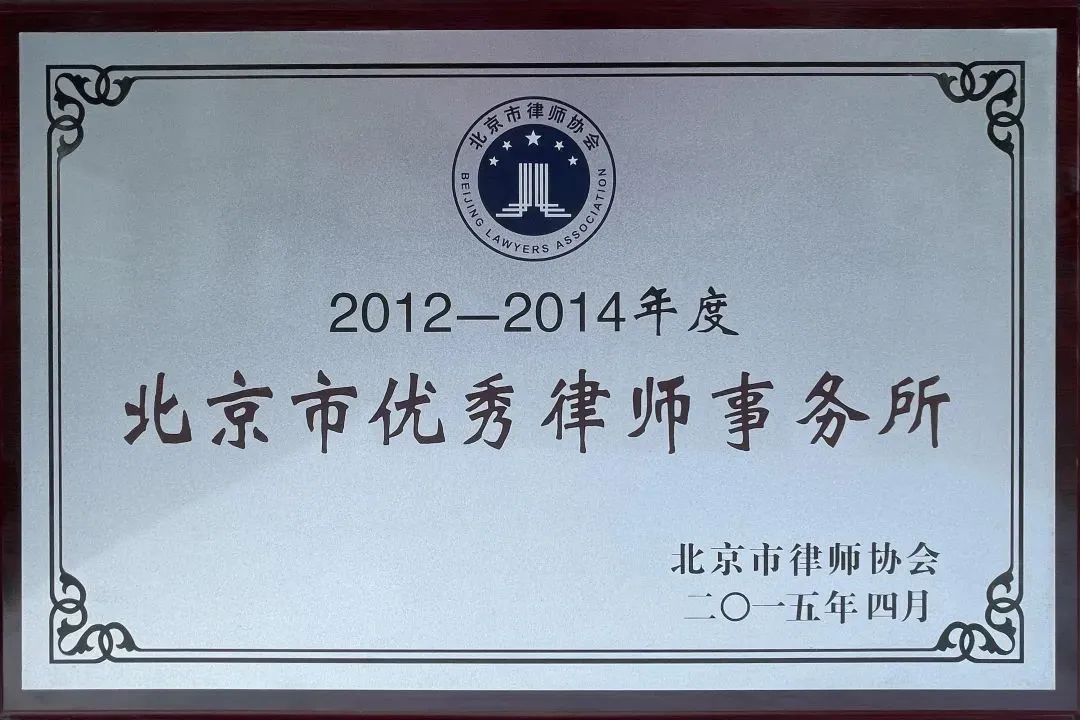 北京市律师协会
BEIJING LAWYERS ASSOCIATION
2012—2014年度
北京市优秀律师事务所
北京市律师协会
二〇一五年四月